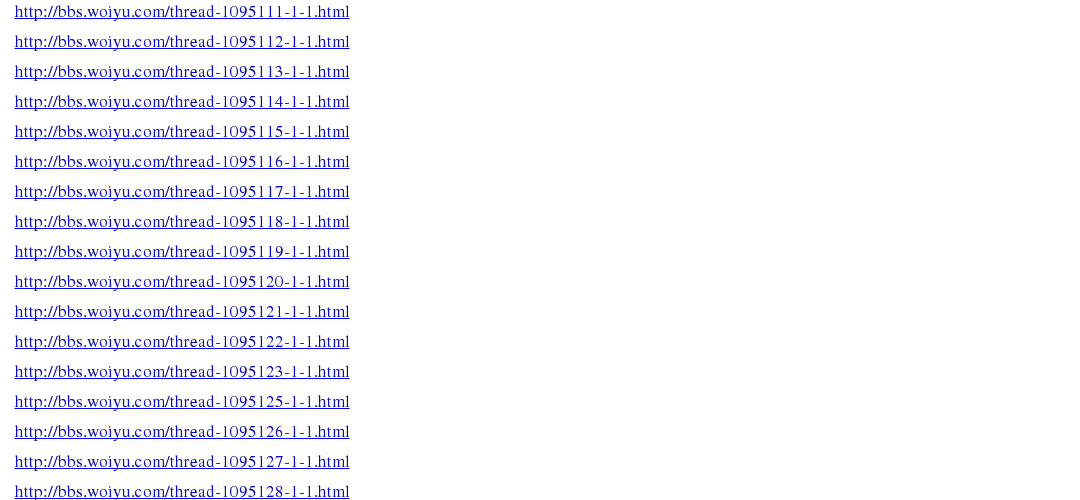 http://bbs.woiyu.com/thread-1095111-1-1.html
http://bbs.woiyu.com/thread-1095112-1-1.html
http://bbs.woiyu.com/thread-1095113-1-1.html
http://bbs.woiyu.com/thread-1095114-1-1.html
http://bbs.woiyu.com/thread-1095115-1-1.html
http://bbs.woiyu.com/thread-1095116-1-1.html
http://bbs.woiyu.com/thread-1095117-1-1.html
http://bbs.woiyu.com/thread-1095118-1-1.html
http://bbs.woiyu.com/thread-1095119-1-1.html
http://bbs.woiyu.com/thread-1095120-1-1.html
http://bbs.woiyu.com/thread-1095121-1-1.html
http://bbs.woiyu.com/thread-1095122-1-1.html
http://bbs.woiyu.com/thread-1095123-1-1.html
http://bbs.woiyu.com/thread-1095125-1-1.html
http://bbs.woiyu.com/thread-1095126-1-1.html
http://bbs.woiyu.com/thread-1095127-1-1.html
http://bbs.woiyu.com/thread-1095128-1-1.html